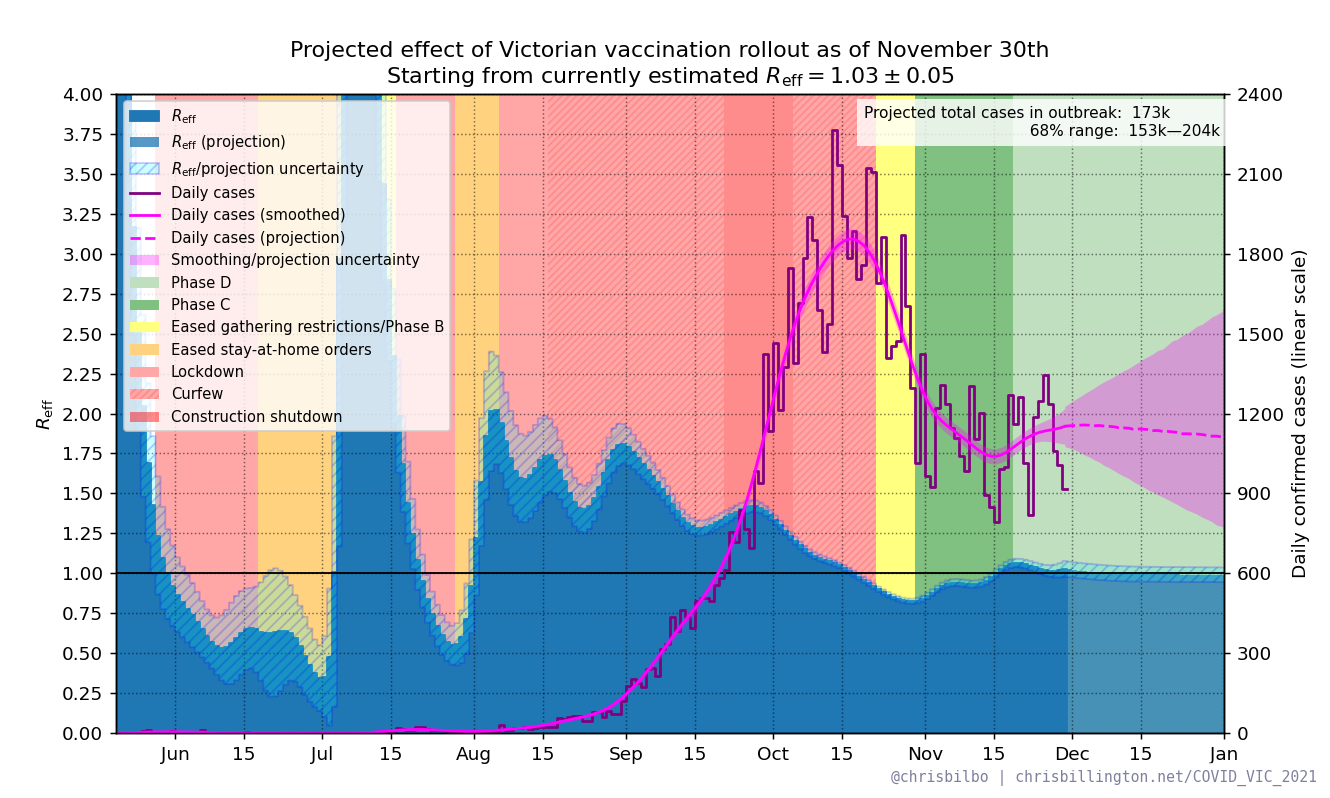 Projected effect of Victorian vaccination rollout as of November 30th
Starting from currently estimated Reff = 1.03 ± 0.05
Projected total cases in outbreak: 173k
68% range: 153k—204k
Reff
Reff (projection)
Reff/projection uncertainty
Daily cases
Daily cases (smoothed)
Daily cases (projection)
Smoothing/projection uncertainty
Phase D
Phase C
Eased gathering restrictions/Phase B
Eased stay-at-home orders
Lockdown
Curfew
Construction shutdown
Reff
4.00
3.75
3.50
3.25
3.00
2.75
2.50
2.25
2.00
1.75
1.50
1.25
1.00
0.75
0.50
0.25
0.00
2400
2100
1800
1500
1200
900
600
300
0
Daily confirmed cases (linear scale)
Jun 15 Jul 15 Aug 15 Sep 15 Oct 15 Nov 15 Dec 15 Jan
@chrisbilbo | chrisbillington.net/COVID_VIC_2021